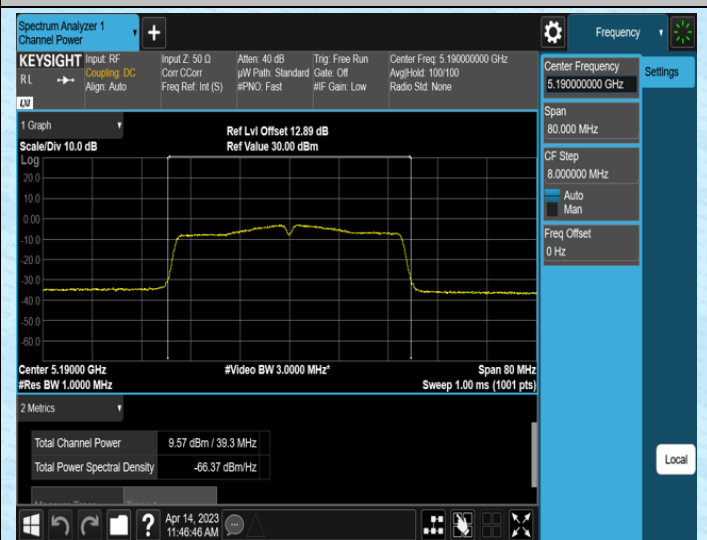 Spectrum Analyzer 1
Channel Power
Frequency
KEYSIGHT
RL
LXI
Input: RF
Coupling: DC
Align: Auto
Input Z: 50 Ω
Corr CCorr
Freq Ref: Int (S)
Atten: 40 dB
µW Path: Standard
#PNO: Fast
Trig: Free Run
Gate: Off
#IF Gain: Low
Center Freq: 5.190000000 GHz
Avg|Hold: 100/100
Radio Std: None
Center Frequency
5.190000000 GHz
Settings
Span
80.000 MHz
CF Step
8.000000 MHz
Auto
Man
Freq Offset
0 Hz
1 Graph
Scale/Div 10.0 dB
Ref Lvl Offset 12.89 dB
Ref Value 30.00 dBm
Log
20.0
10.0
0.00
-10.0
-20.0
-30.0
-40.0
-50.0
-60.0
Center 5.19000 GHz
#Video BW 3.0000 MHz*
Span 80 MHz
#Res BW 1.0000 MHz
Sweep 1.00 ms (1001 pts)
2 Metrics
Total Channel Power 9.57 dBm / 39.3 MHz
Total Power Spectral Density -66.37 dBm/Hz
Local
?
Apr 14, 2023
11:46:46 AM